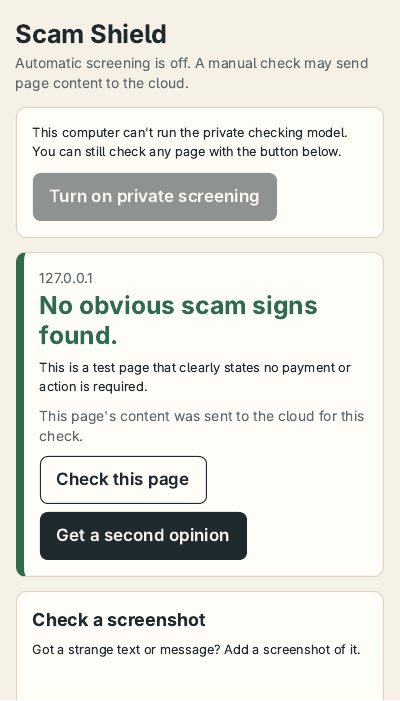 Scam Shield
Automatic screening is off. A manual check may send
page content to the cloud.
This computer can't run the private checking model.
You can still check any page with the button below.
Turn on private screening
127.0.0.1
No obvious scam signs
found.
This is a test page that clearly states no payment or
action is required.
This page's content was sent to the cloud for this
check.
Check this page
Get a second opinion
Check a screenshot
Got a strange text or message? Add a screenshot of it.